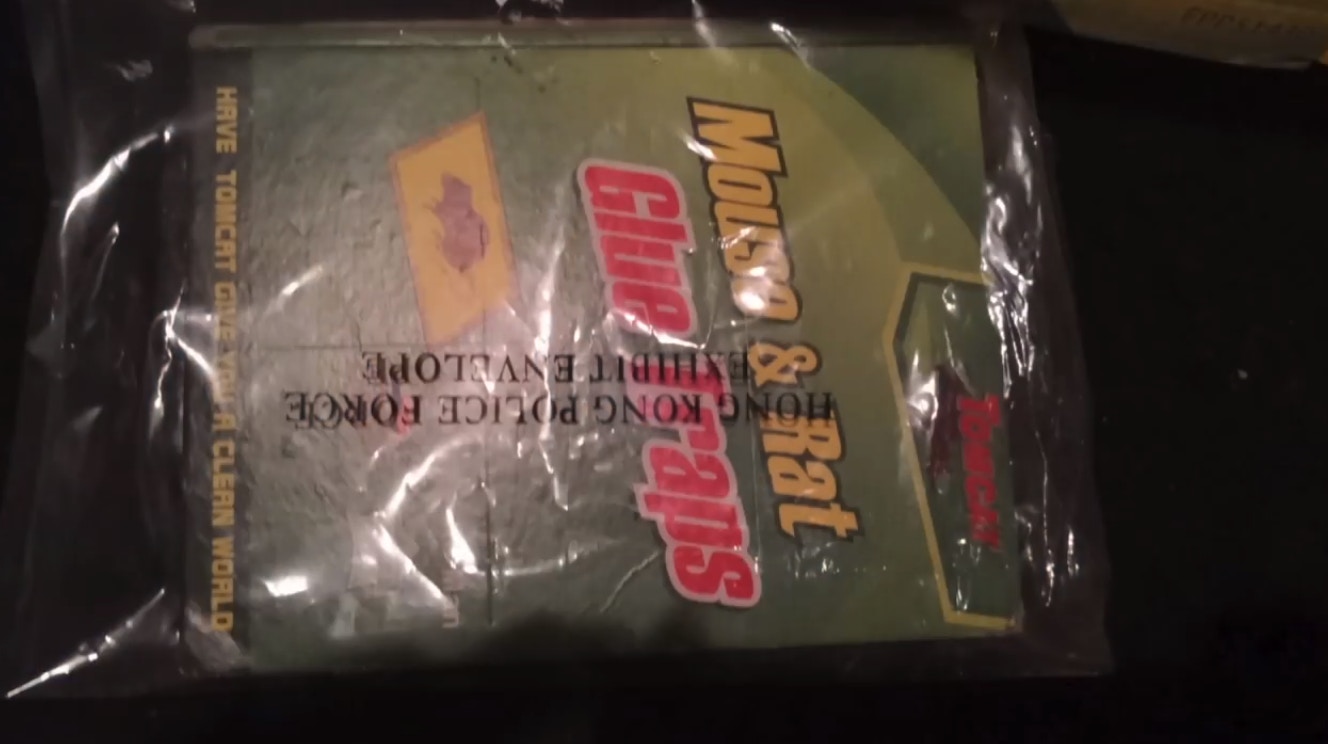 Tomcat
Mouse & Rat
Glue Traps
HAVE TOMCAT GIVE YOU A CLEAN WORLD
HONG KONG POLICE FORCE
EXHIBIT ENVELOPE